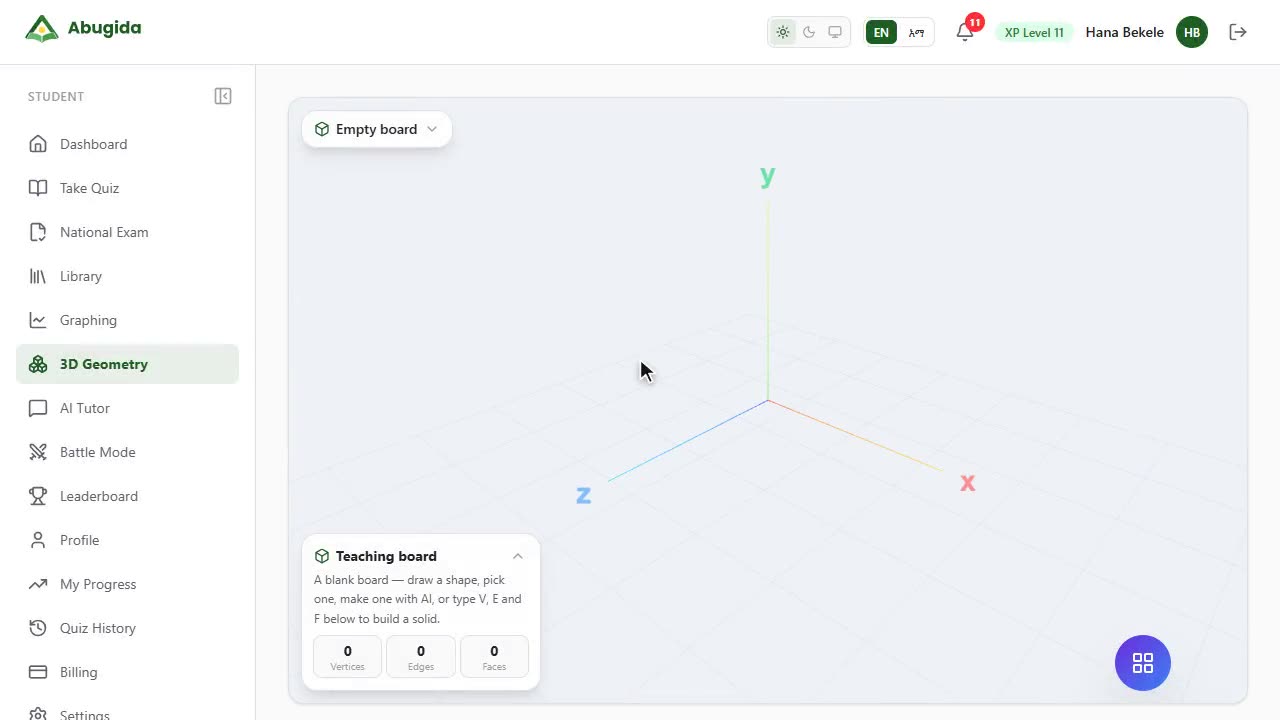 Abugida
EN
ሐማ
11
XP Level 11
Hana Bekele
HB
STUDENT
Dashboard
Take Quiz
National Exam
Library
Graphing
3D Geometry
AI Tutor
Battle Mode
Leaderboard
Profile
My Progress
Quiz History
Billing
Settings
Empty board
y
z
x
Teaching board
A blank board — draw a shape, pick
one, make one with AI, or type V, E and
F below to build a solid.
0
Vertices
0
Edges
0
Faces